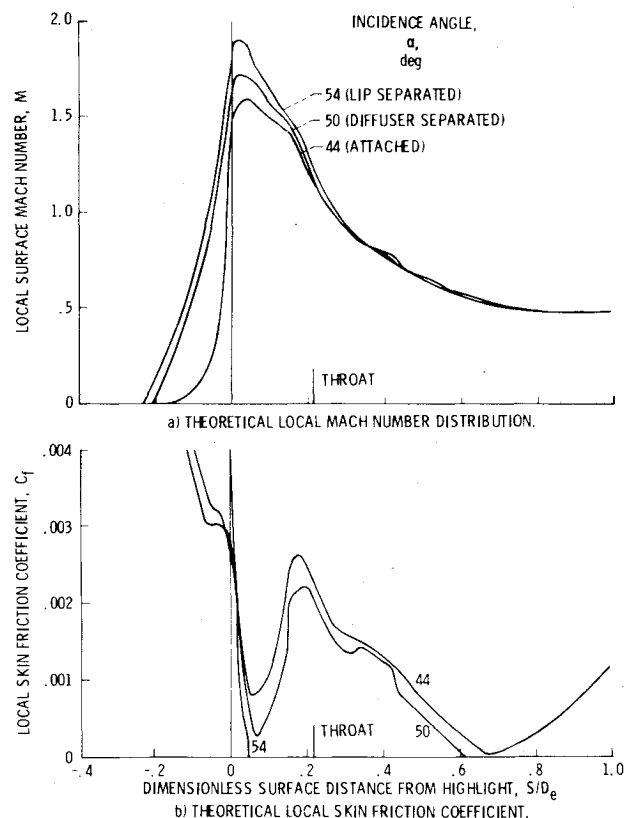 INCIDENCE ANGLE,
α,
deg
54 (LIP SEPARATED)
50 (DIFFUSER SEPARATED)
44 (ATTACHED)
LOCAL SURFACE MACH NUMBER, M
2.0
1.5
1.0
.5
0
THROAT
a) THEORETICAL LOCAL MACH NUMBER DISTRIBUTION.
LOCAL SKIN FRICTION COEFFICIENT, Cf
.004
.003
.002
.001
0
44
50
54
THROAT
-.4 -.2 0 .2 .4 .6 .8 1.0
DIMENSIONLESS SURFACE DISTANCE FROM HIGHLIGHT, S/De
b) THEORETICAL LOCAL SKIN FRICTION COEFFICIENT.